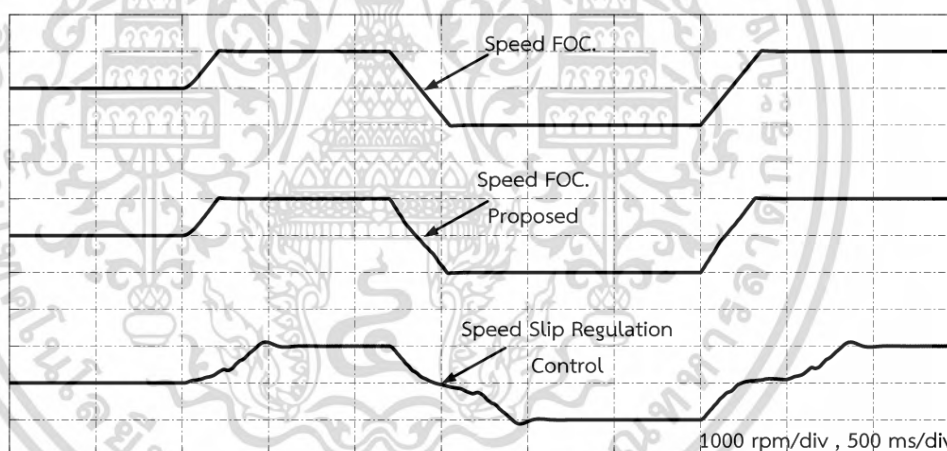 Speed FOC.
Speed FOC.
Proposed
Speed Slip Regulation
Control
1000 rpm/div , 500 ms/div